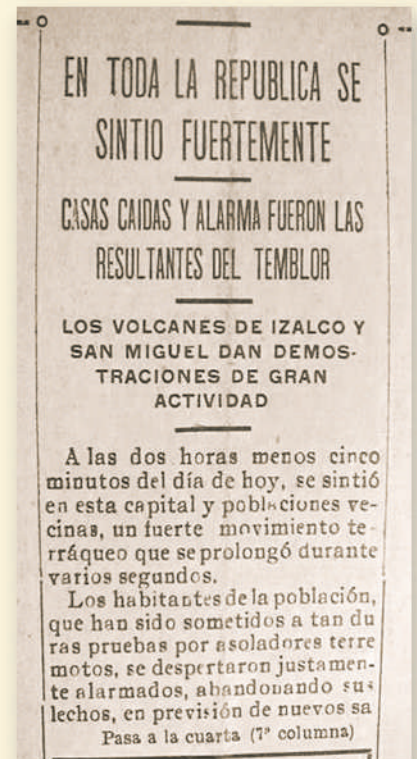 EN TODA LA REPUBLICA SE
SINTIO FUERTEMENTE
CASAS CAIDAS Y ALARMA FUERON LAS
RESULTANTES DEL TEMBLOR
LOS VOLCANES DE IZALCO Y
SAN MIGUEL DAN DEMOS-
TRACIONES DE GRAN
ACTIVIDAD
A las dos horas menos cinco
minutos del día de hoy, se sintió
en esta capital y poblaciones ve-
cinas, un fuerte movimiento te-
rráqueo que se prolongó durante
varios segundos.
Los habitantes de la población,
que han sido sometidos a tan du
ras pruebas por asoladores terre
motos, se despertaron justamen-
te alarmados, abandonando sus
lechos, en previsión de nuevos sa
Pasa a la cuarta (7ª columna)